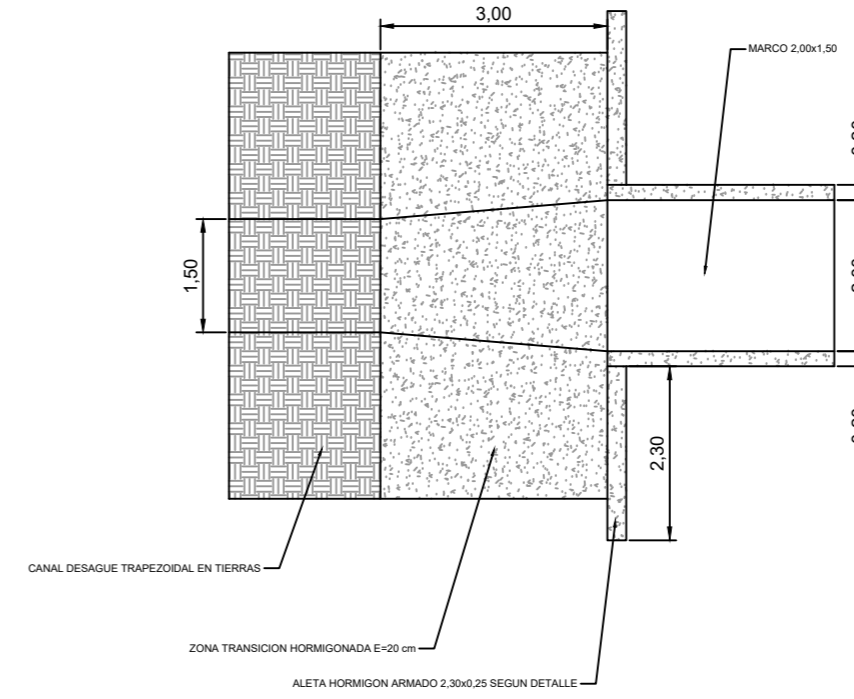 3,00
MARCO 2,00x1,50
1,50
2,30
CANAL DESAGUE TRAPEZOIDAL EN TIERRAS
ZONA TRANSICION HORMIGONADA E=20 cm
ALETA HORMIGON ARMADO 2,30x0,25 SEGUN DETALLE